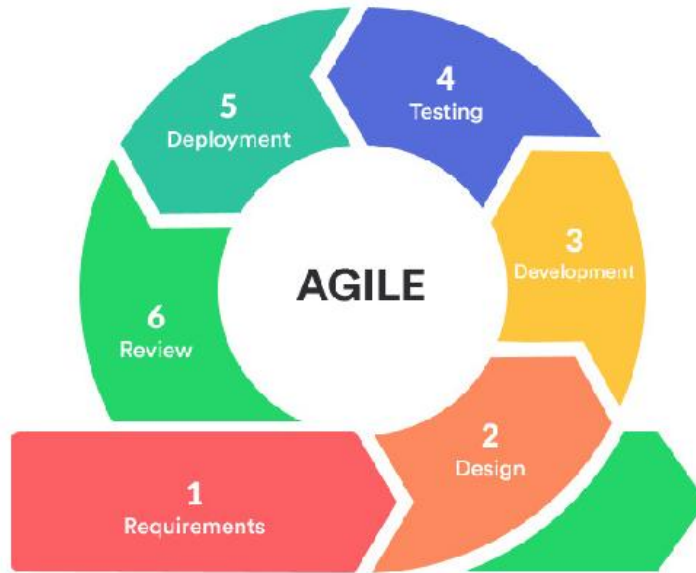 1
Requirements
2
Design
3
Development
4
Testing
5
Deployment
6
Review
AGILE